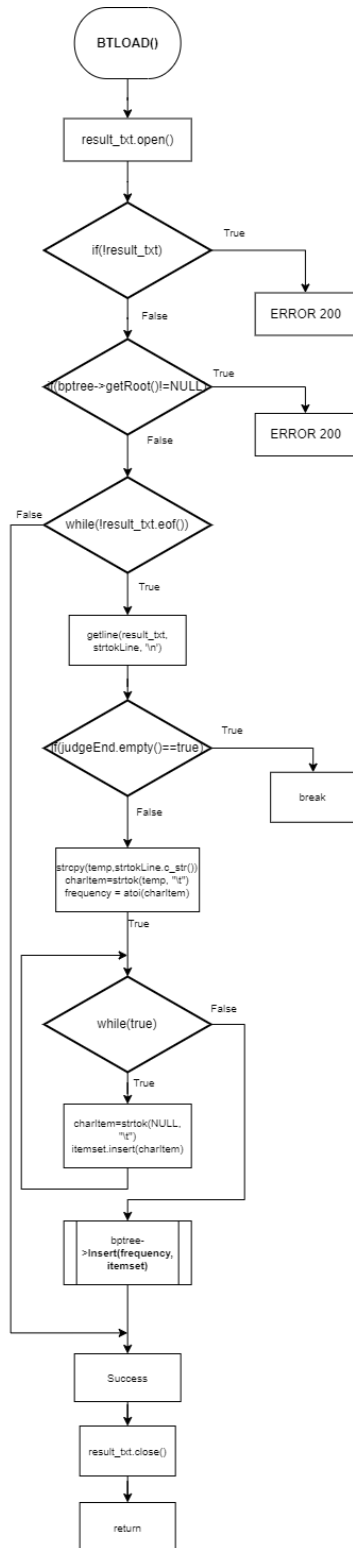 BTLOAD()
result_txt.open()
if(!result_txt)
True
ERROR 200
False
if(bptree->getRoot()!=NULL)
True
ERROR 200
False
while(!result_txt.eof())
False
True
getline(result_txt,
strtokLine, '\n')
if(judgeEnd.empty()==true)
True
break
False
strcpy(temp,strtokLine.c_str())
charItem=strtok(temp, "\t")
frequency = atoi(charItem)
True
while(true)
False
True
charItem=strtok(NULL,
"\t")
itemset.insert(charItem)
bptree-
>Insert(frequency,
itemset)
Success
result_txt.close()
return